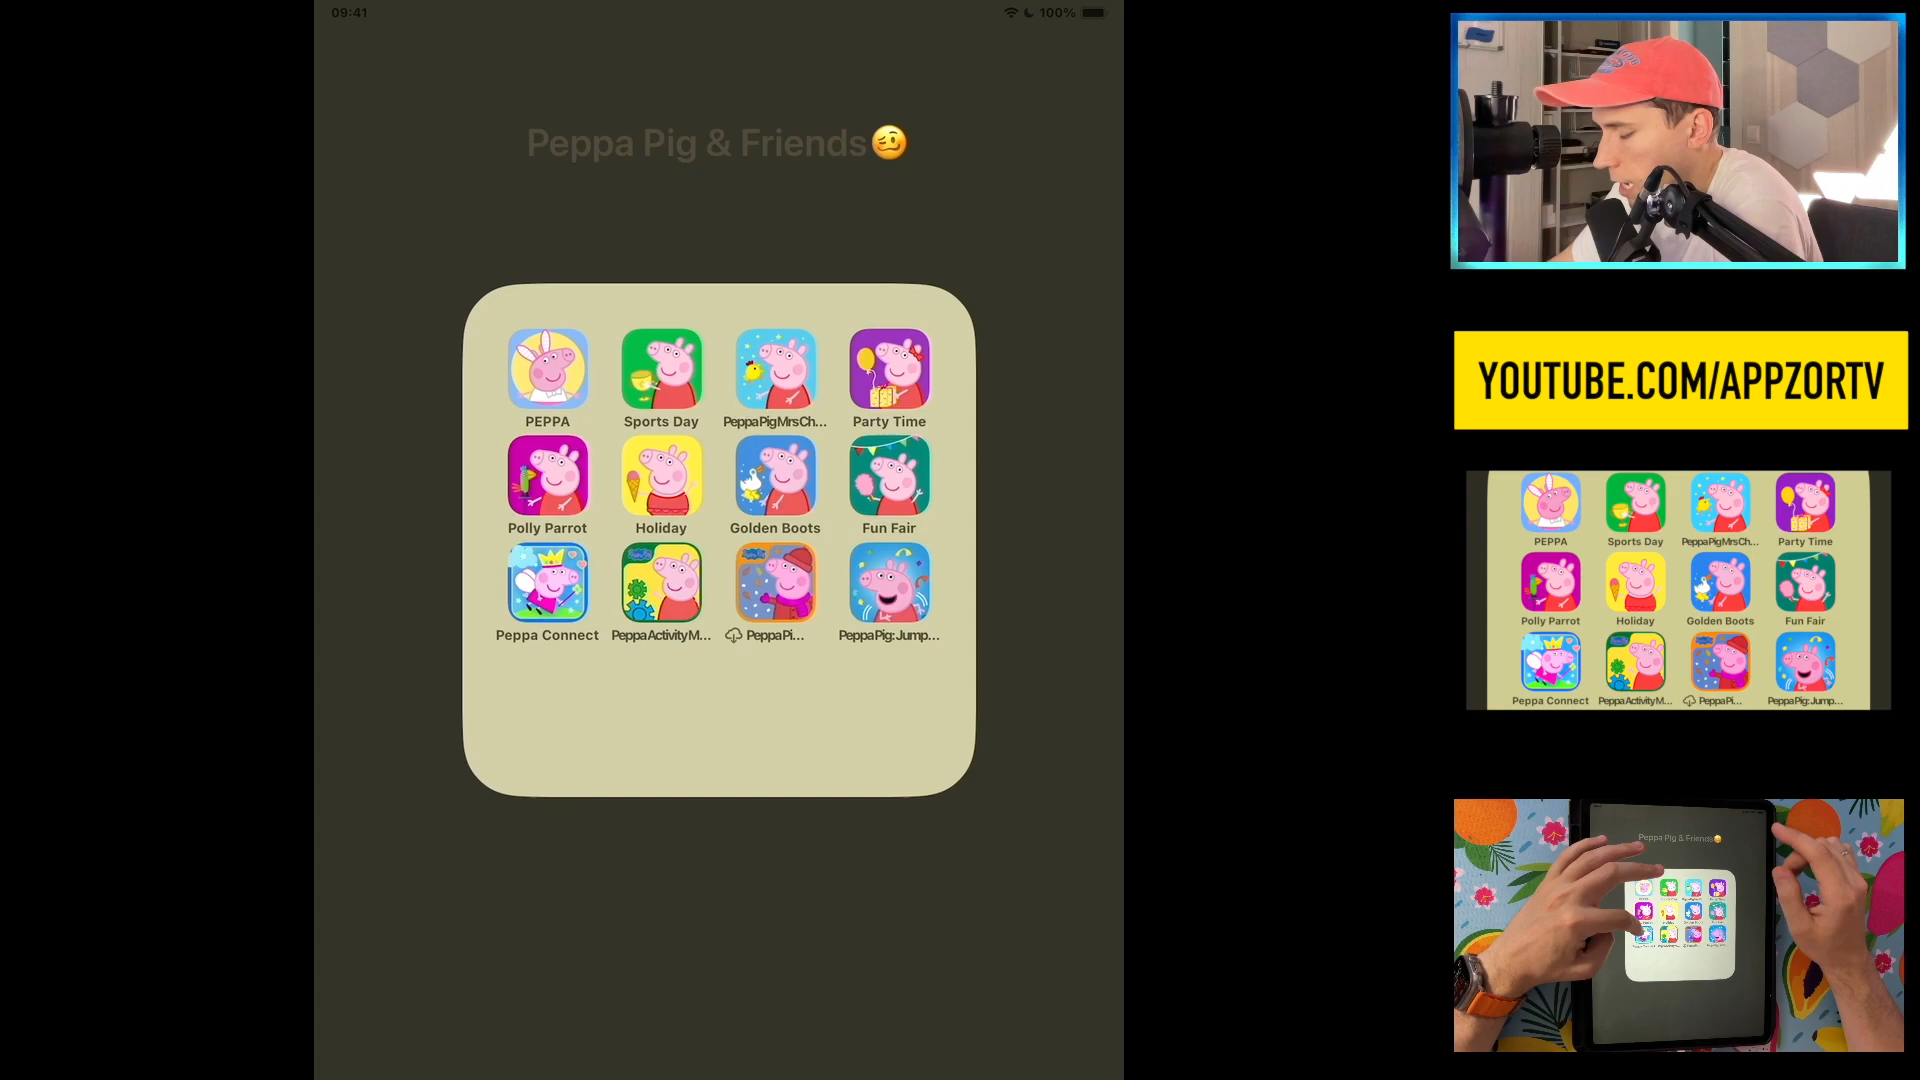 09:41
100%
Peppa Pig & Friends🥴
PEPPA
Sports Day
PeppaPigMrsCh...
Party Time
Polly Parrot
Holiday
Golden Boots
Fun Fair
Peppa Connect
PeppaActivityM...
PeppaPi...
PeppaPig:Jump...
YOUTUBE.COM/APPZORTV
PEPPA
Sports Day
PeppaPigMrsCh...
Party Time
Polly Parrot
Holiday
Golden Boots
Fun Fair
Peppa Connect
PeppaActivityM...
PeppaPi...
PeppaPig:Jump...
Peppa Pig & Friends🥴